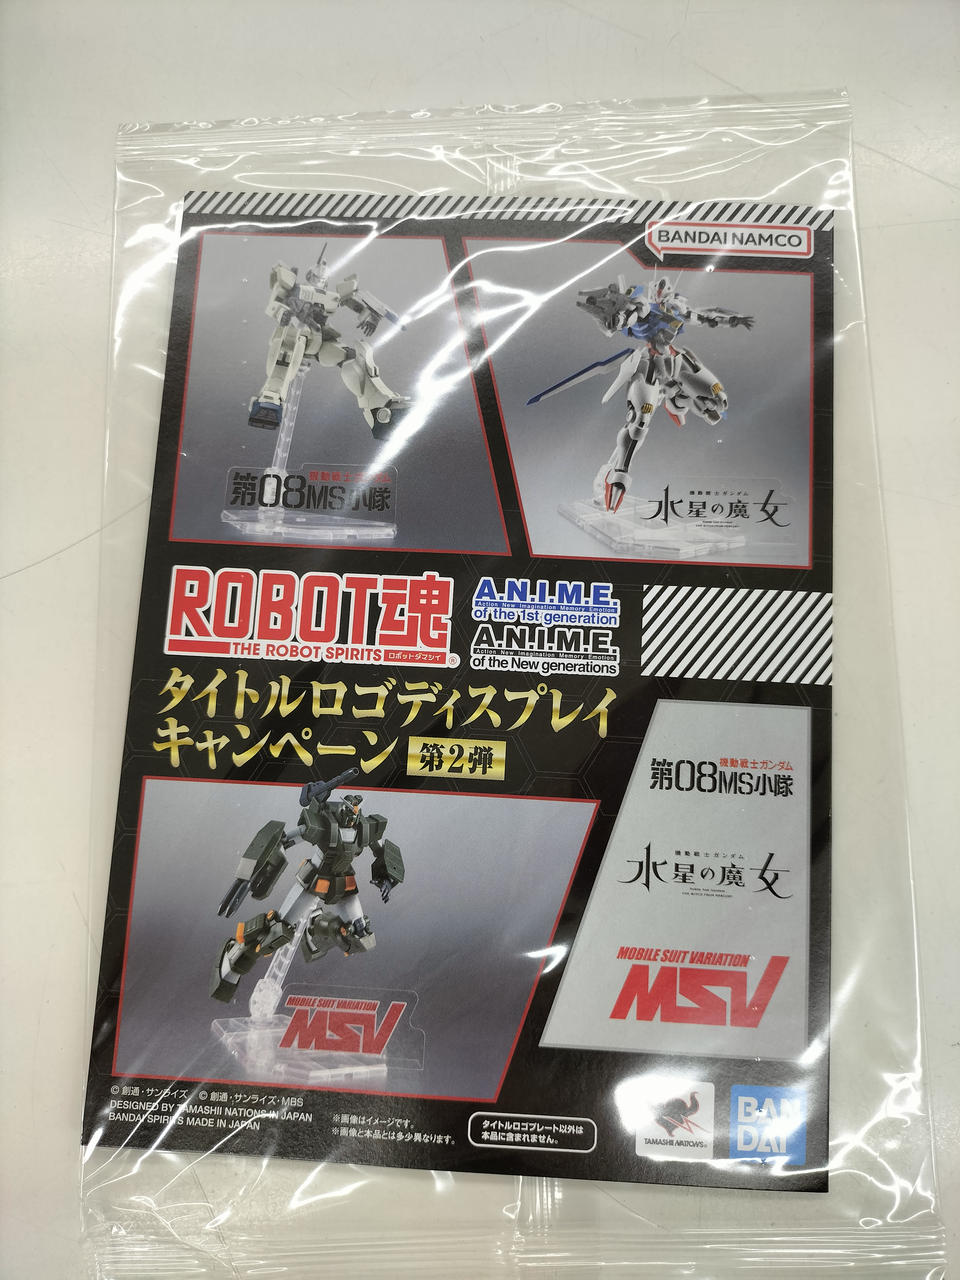 BANDAI NAMCO
機動戦士ガンダム
第08MS小隊
機動戦士ガンダム
水星の魔女
ROBOT魂
THE ROBOT SPIRITS ロボットダマシイ ®
A.N.I.M.E.
Action New Imagination Memory Emotion
of the 1st generation
A.N.I.M.E.
Action New Imagination Memory Emotion
of the New generations
タイトルロゴディスプレイ
キャンペーン 第2弾
機動戦士ガンダム
第08MS小隊
機動戦士ガンダム
水星の魔女
MOBILE SUIT VARIATION
MSV
MOBILE SUIT VARIATION
MSV
© 創通・サンライズ © 創通・サンライズ・MBS
DESIGNED BY TAMASHII NATIONS IN JAPAN
BANDAI SPIRITS MADE IN JAPAN
※画像はイメージです。
※画像と本品とは多少異なります。
タイトルロゴプレート以外は
本品に含まれません。
TAMASHII NATIONS
BAN
DAI